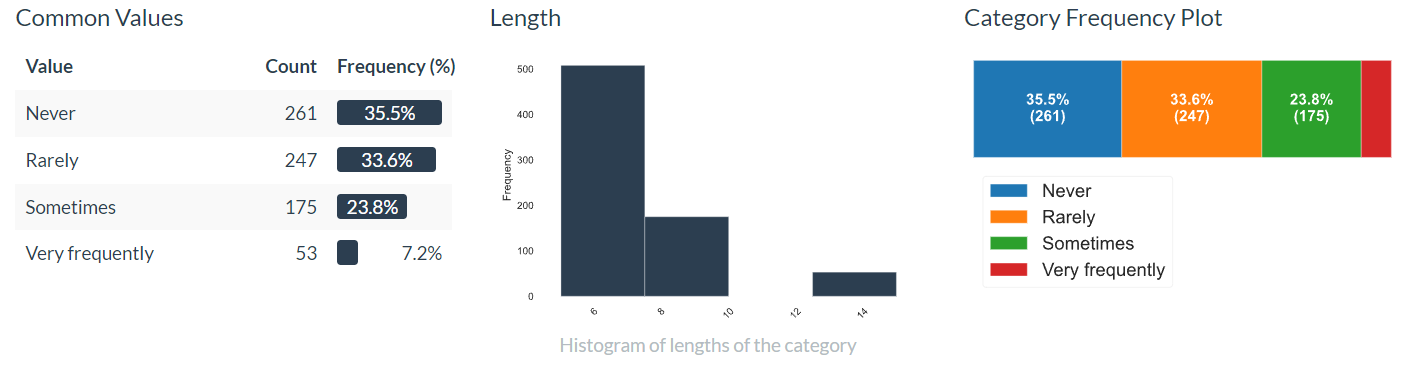 Common Values
Value Count Frequency (%)
Never 261 35.5%
Rarely 247 33.6%
Sometimes 175 23.8%
Very frequently 53 7.2%
Length
500
400
300
200
100
0
Frequency
6 8 10 12 14
Histogram of lengths of the category
Category Frequency Plot
35.5% 33.6% 23.8%
(261) (247) (175)
Never
Rarely
Sometimes
Very frequently